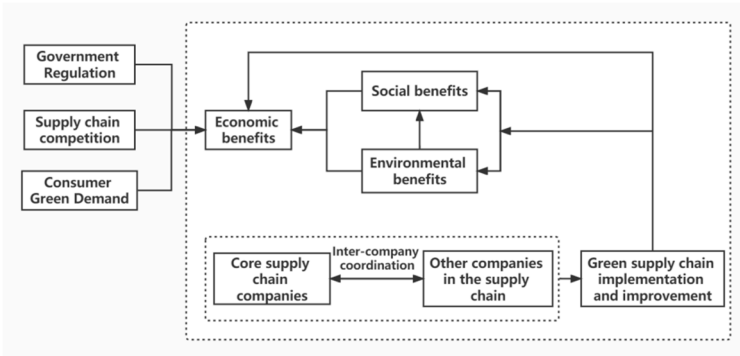 Government
Regulation
Supply chain
competition
Consumer
Green Demand
Economic
benefits
Social benefits
Environmental
benefits
Core supply
chain
companies
Inter-company
coordination
Other companies
in the supply
chain
Green supply chain
implementation
and improvement